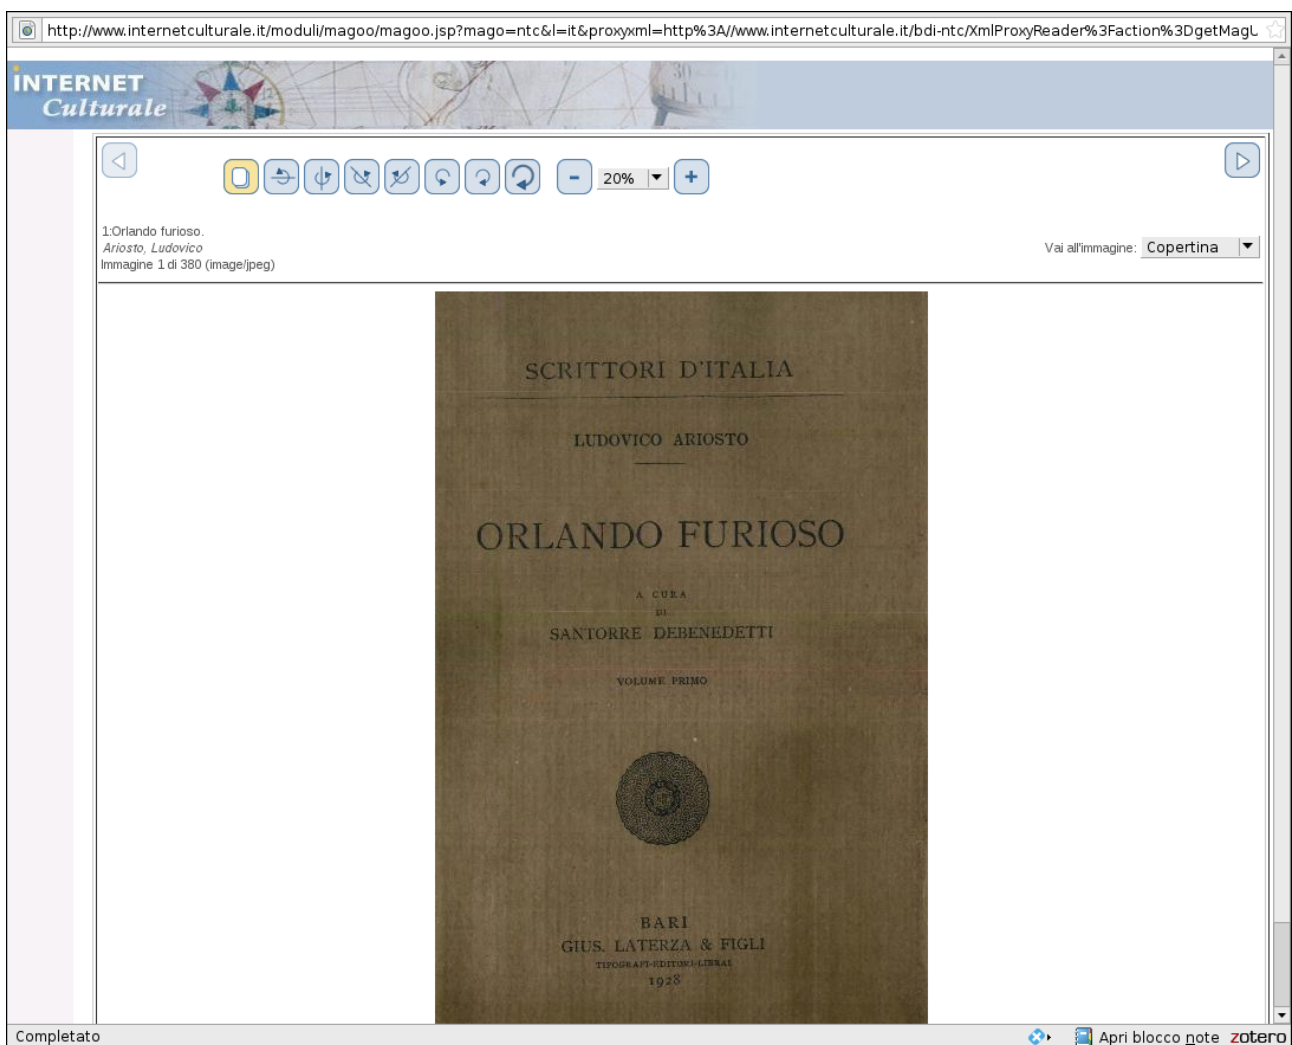 http://www.internetculturale.it/moduli/magoo/magoo.jsp?mago=ntc&l=it&proxyxml=http%3A//www.internetculturale.it/bdi-ntc/XmlProxyReader%3Faction%3DgetMagU
INTERNET
Culturale
20%
1:Orlando furioso.
Ariosto, Ludovico
Immagine 1 di 380 (image/jpeg)
Vai all'immagine: Copertina
SCRITTORI D'ITALIA
LUDOVICO ARIOSTO
ORLANDO FURIOSO
A CURA
DI
SANTORRE DEBENEDETTI
VOLUME PRIMO
BARI
GIUS. LATERZA & FIGLI
TIPOGRAFI-EDITORI-LIBRAI
1928
Completato
Apri blocco note zotero